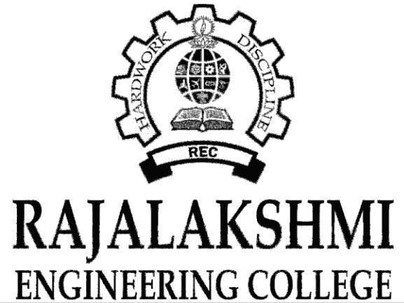 HARDWORK
DISCIPLINE
REC
RAJALAKSHMI
ENGINEERING COLLEGE